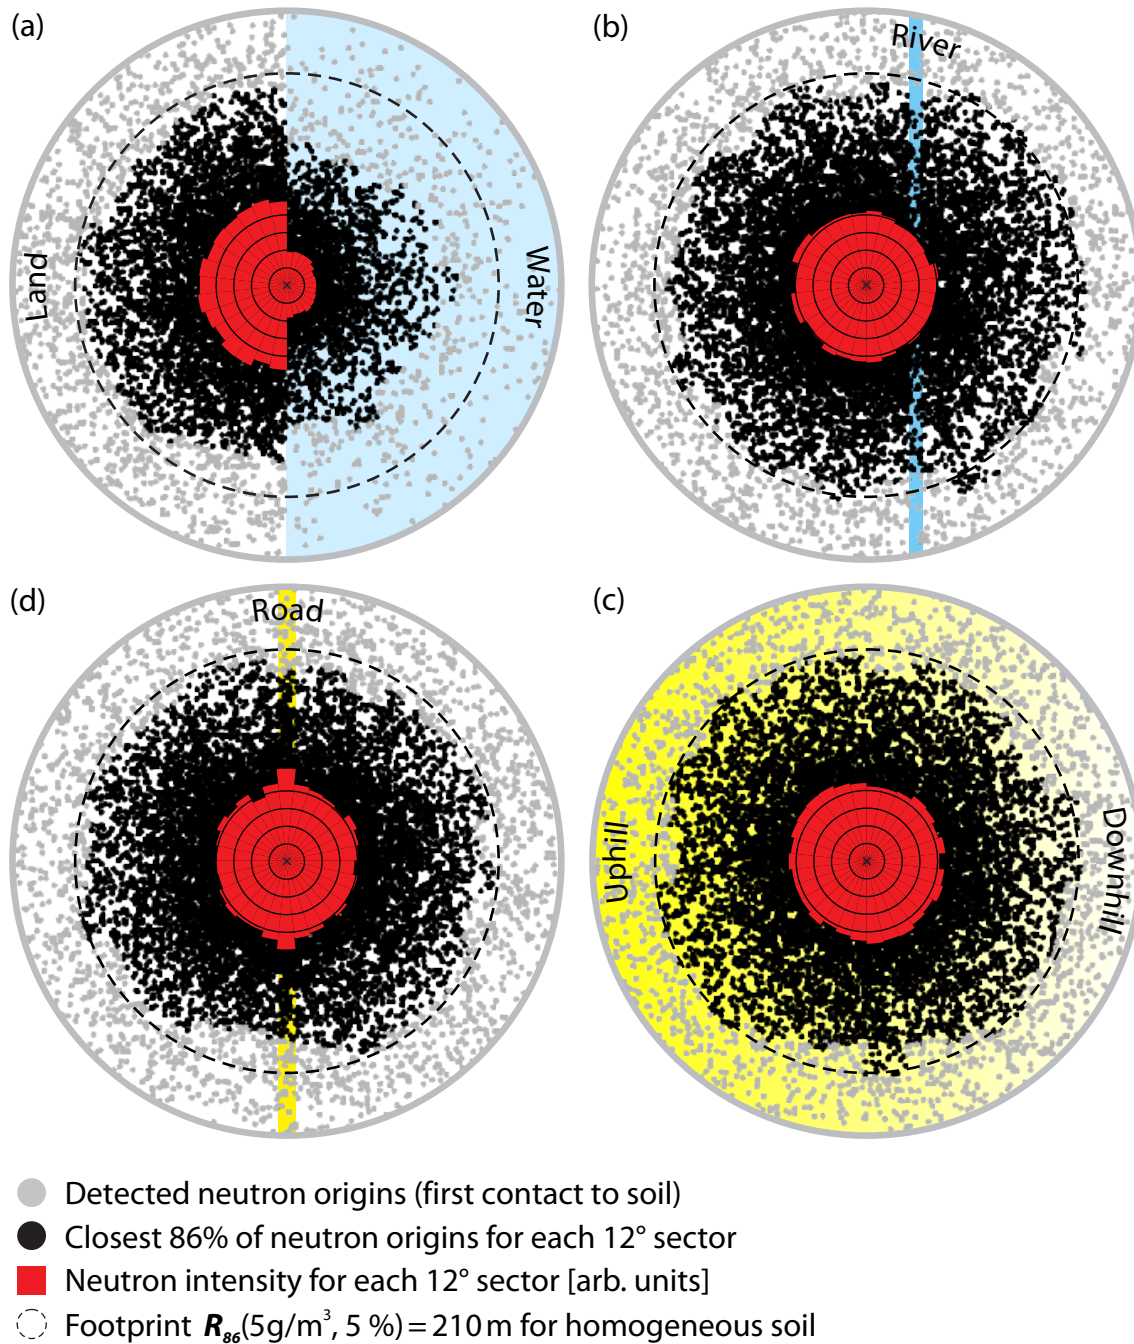 (a)
(b)
River
Land
Water
(d)
(c)
Road
Uphill
Downhill
Detected neutron origins (first contact to soil)
Closest 86% of neutron origins for each 12° sector
Neutron intensity for each 12° sector [arb. units]
Footprint R₈₆(5g/m³, 5 %) = 210 m for homogeneous soil